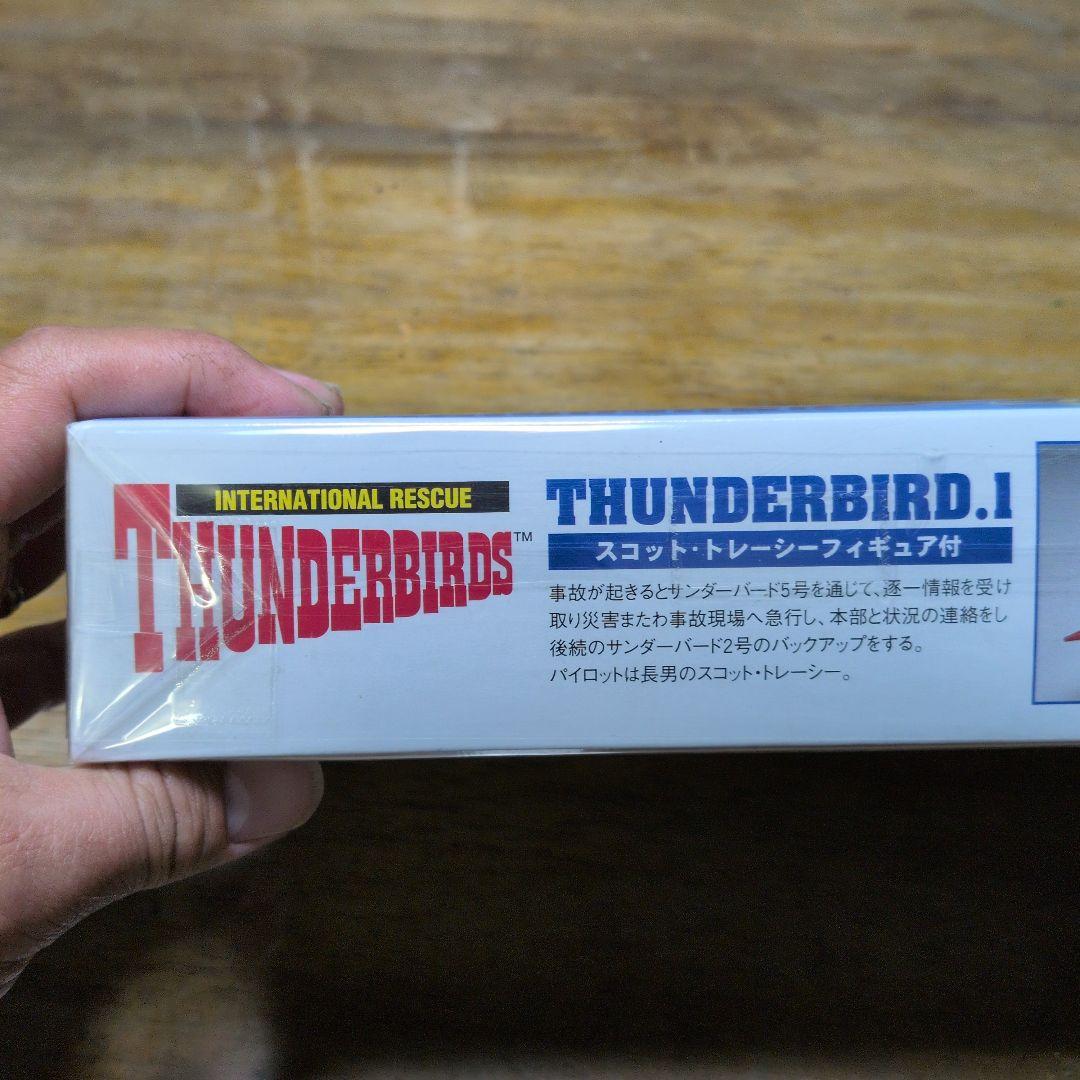 INTERNATIONAL RESCUE
THUNDERBIRDS™
THUNDERBIRD.1
スコット・トレーシーフィギュア付
事故が起きるとサンダーバード5号を通じて、逐一情報を受け
取り災害またわ事故現場へ急行し、本部と状況の連絡をし
後続のサンダーバード2号のバックアップをする。
パイロットは長男のスコット・トレーシー。